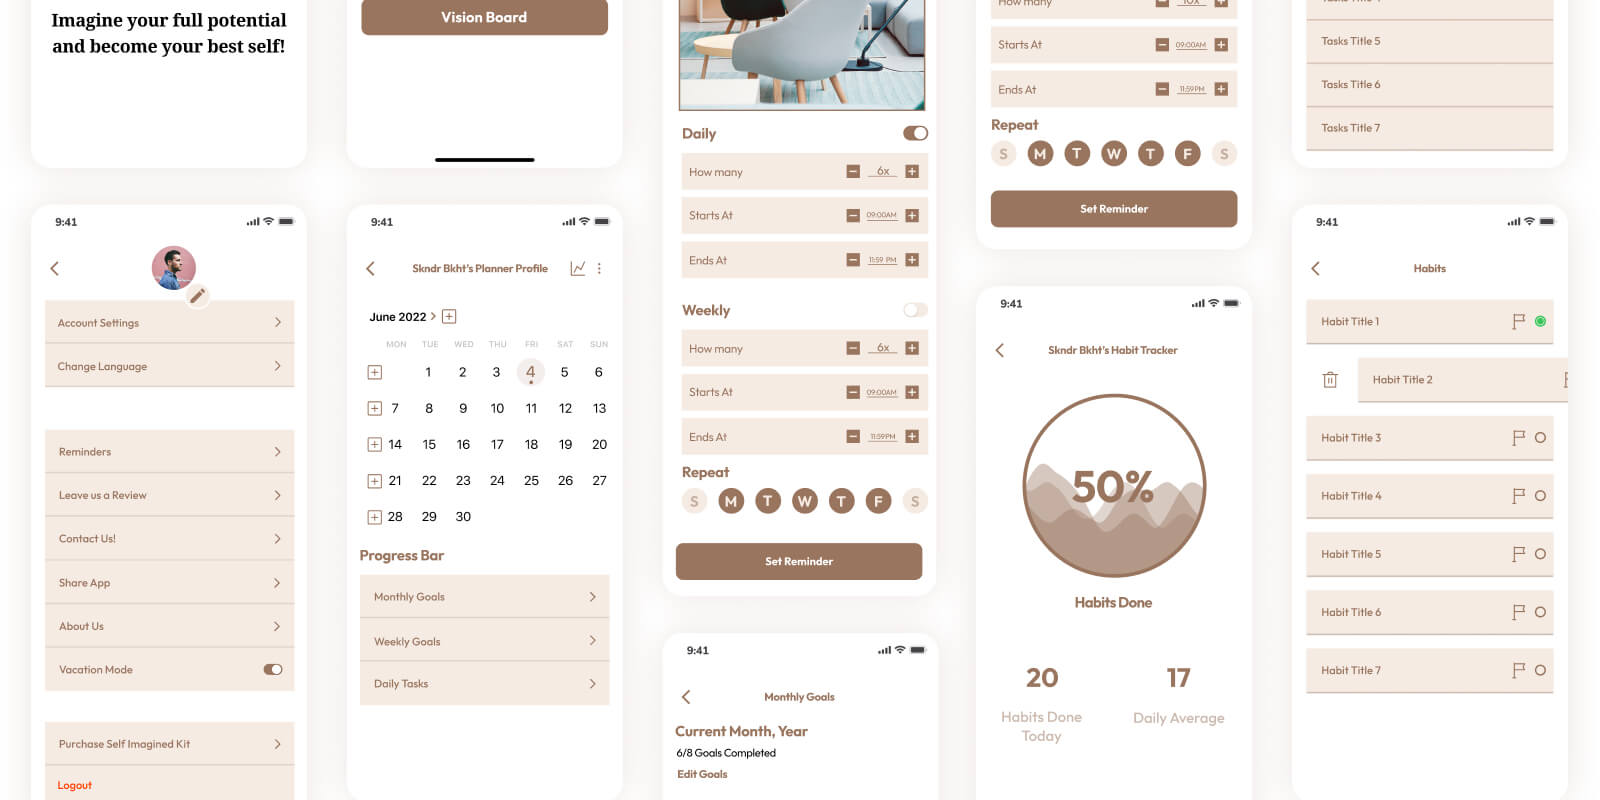 Imagine your full potential
and become your best self!
9:41
Account Settings
Change Language
Reminders
Leave us a Review
Contact Us!
Share App
About Us
Vacation Mode
Purchase Self Imagined Kit
Logout
Vision Board
9:41
Skndr Bkht's Planner Profile
June 2022
MON TUE WED THU FRI SAT SUN
1 2 3 4 5 6
7 8 9 10 11 12 13
14 15 16 17 18 19 20
21 22 23 24 25 26 27
28 29 30
Progress Bar
Monthly Goals
Weekly Goals
Daily Tasks
Daily
How many 6x
Starts At 09:00AM
Ends At 11:59 PM
Weekly
How many 6x
Starts At 09:00AM
Ends At 11:59PM
Repeat
S M T W T F S
Set Reminder
9:41
Monthly Goals
Current Month, Year
6/8 Goals Completed
Edit Goals
How many 10x
Starts At 09:00AM
Ends At 11:59PM
Repeat
S M T W T F S
Set Reminder
9:41
Skndr Bkht's Habit Tracker
50%
Habits Done
20 17
Habits Done Daily Average
Today
Tasks Title 5
Tasks Title 6
Tasks Title 7
9:41
Habits
Habit Title 1
Habit Title 2
Habit Title 3
Habit Title 4
Habit Title 5
Habit Title 6
Habit Title 7